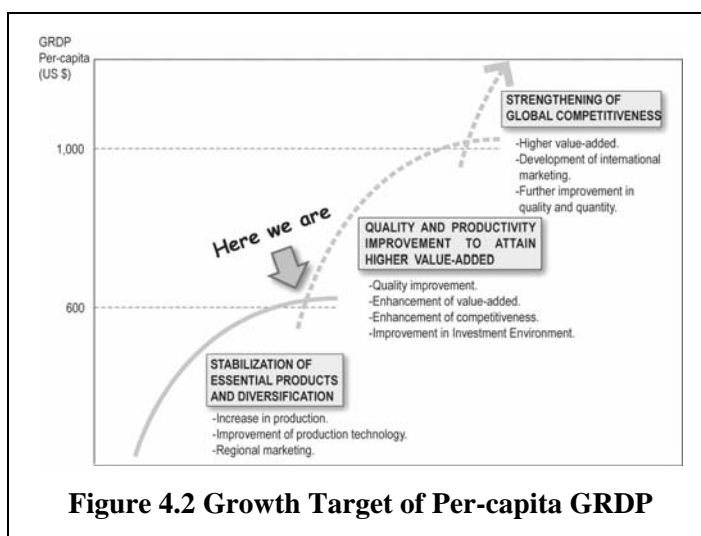 GRDP
Per-capita
(US $)
STRENGTHENING OF
GLOBAL COMPETITIVENESS
-Higher value-added.
-Development of international
marketing.
-Further improvement in
quality and quantity.
1,000
Here we are
QUALITY AND PRODUCTIVITY
IMPROVEMENT TO ATTAIN
HIGHER VALUE-ADDED
-Quality improvement.
-Enhancement of value-added.
-Enhancement of competitiveness.
-Improvement in Investment Environment.
600
STABILIZATION OF
ESSENTIAL PRODUCTS
AND DIVERSIFICATION
-Increase in production.
-Improvement of production technology.
-Regional marketing.
Figure 4.2 Growth Target of Per-capita GRDP